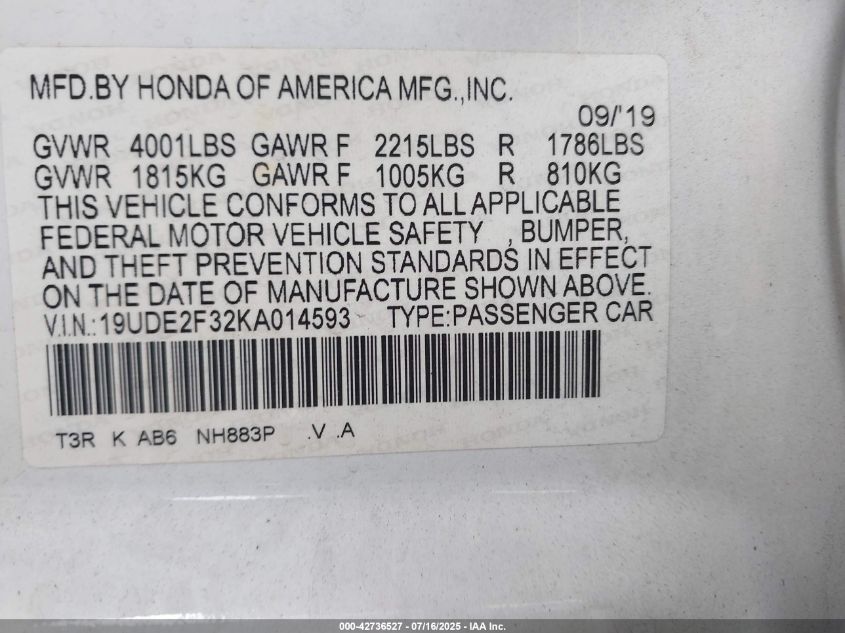 MFD.BY HONDA OF AMERICA MFG.,INC.
09/'19
GVWR 4001LBS GAWR F 2215LBS R 1786LBS
GVWR 1815KG GAWR F 1005KG R 810KG
THIS VEHICLE CONFORMS TO ALL APPLICABLE
FEDERAL MOTOR VEHICLE SAFETY , BUMPER,
AND THEFT PREVENTION STANDARDS IN EFFECT
ON THE DATE OF MANUFACTURE SHOWN ABOVE.
V.I.N.:19UDE2F32KA014593 TYPE:PASSENGER CAR
T3R K AB6 NH883P .V .A
000-42736527 - 07/16/2025 - IAA Inc.